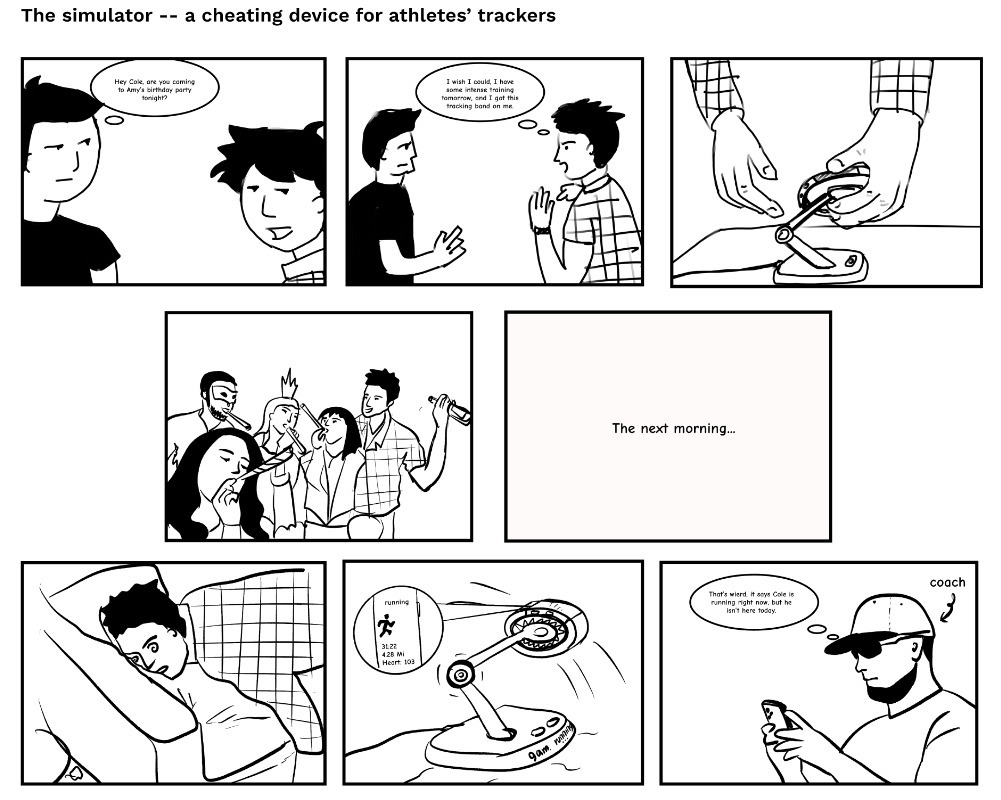 The simulator -- a cheating device for athletes’ trackers
Hey Cole, are you coming
to Amy's birthday party
tonight?
I wish I could, I have
some intense training
tomorrow, and I got this
tracking band on me.
The next morning...
running
31:22
4.28 Mi
Heart: 103
9am running
coach
That's wierd, it says Cole is
running right now, but he
isn't here today.